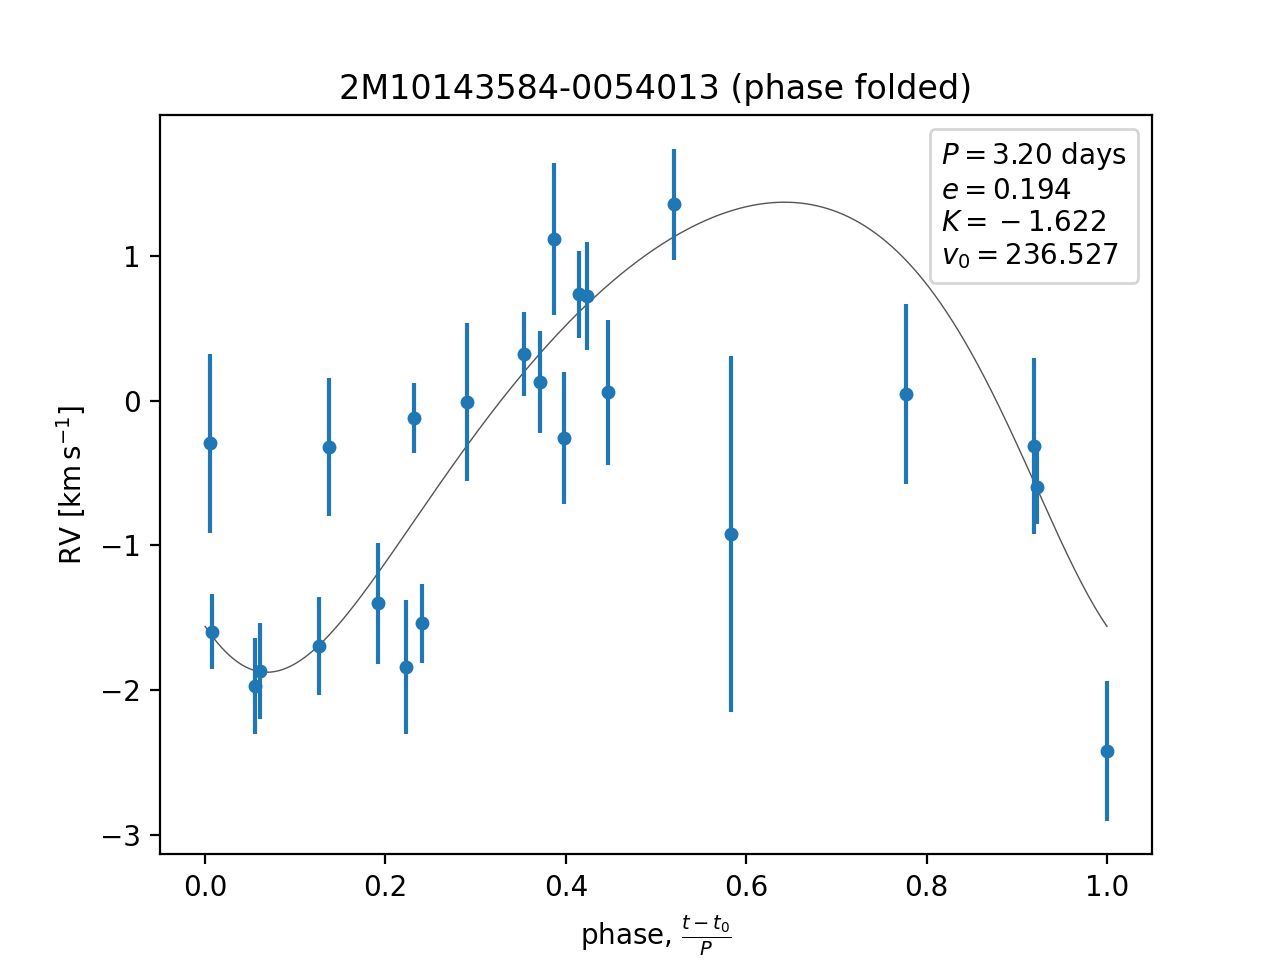 2M10143584-0054013 (phase folded)
P = 3.20 days
e = 0.194
K = −1.622
v₀ = 236.527
1
0
−1
−2
−3
RV [km s⁻¹]
0.0 0.2 0.4 0.6 0.8 1.0
phase, (t − t₀)/P